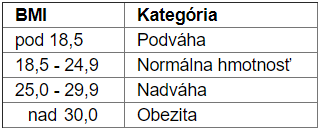 BMI Kategória
pod 18,5 Podváha
18,5 - 24,9 Normálna hmotnosť
25,0 - 29,9 Nadváha
nad 30,0 Obezita